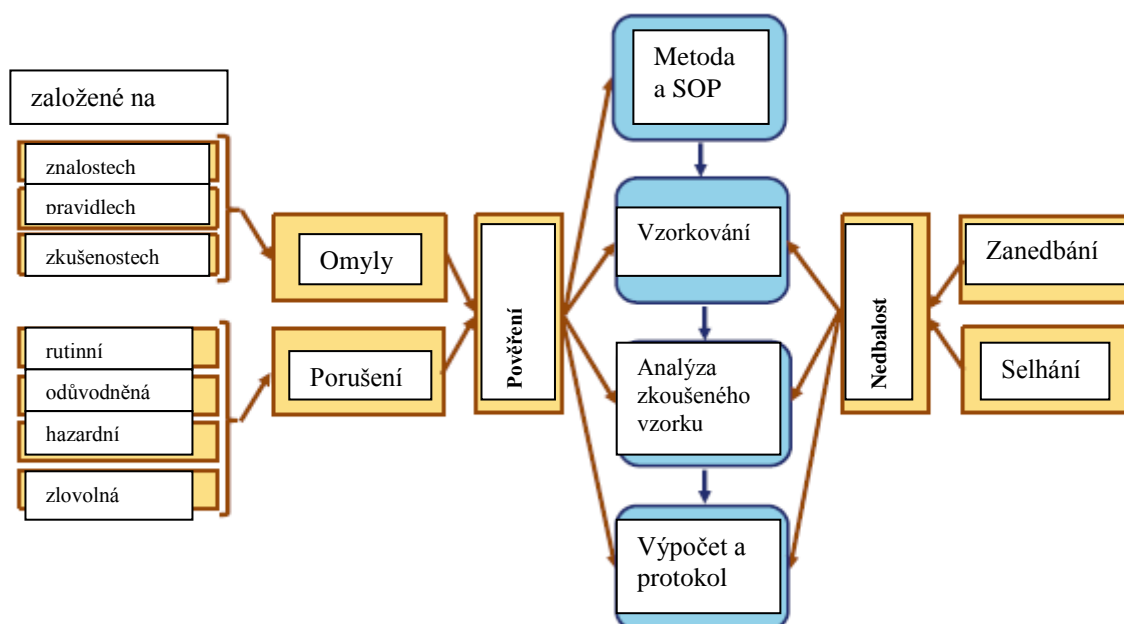 založené na
znalostech
pravidlech
zkušenostech
rutinní
odůvodněná
hazardní
zlovolná
Omyly
Porušení
Pověření
Metoda
a SOP
Vzorkování
Analýza
zkoušeného
vzorku
Výpočet a
protokol
Nedbalost
Zanedbání
Selhání